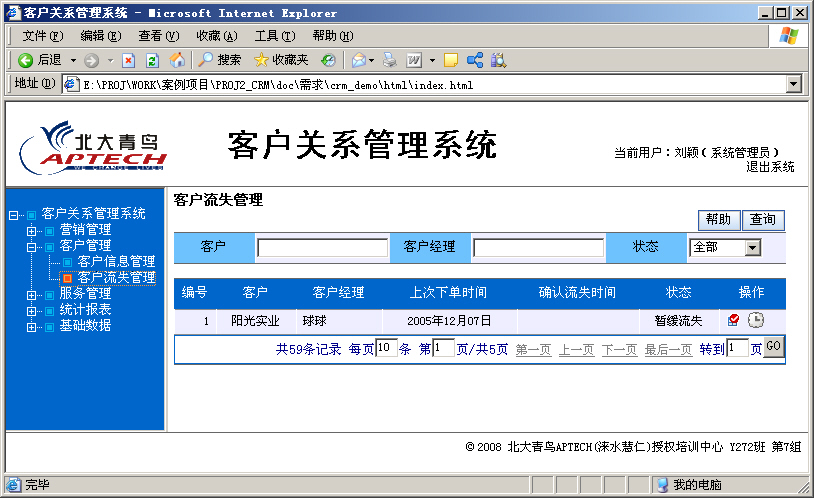 客户关系管理系统 - Microsoft Internet Explorer
文件(F) 编辑(E) 查看(V) 收藏(A) 工具(T) 帮助(H)
后退 搜索 收藏夹
地址(D) E:\PROJ\WORK\案例项目\PROJ2_CRM\doc\需求\crm_demo\html\index.html
北大青鸟
APTECH
WE CHANGE LIVES
客户关系管理系统
当前用户：刘颖(系统管理员)
退出系统
客户关系管理系统
营销管理
客户管理
客户信息管理
客户流失管理
服务管理
统计报表
基础数据
客户流失管理
帮助 查询
客户 客户经理 状态 全部
编号 客户 客户经理 上次下单时间 确认流失时间 状态 操作
1 阳光实业 球球 2005年12月07日 暂缓流失
共59条记录 每页10条 第1页/共5页 第一页 上一页 下一页 最后一页 转到1页GO
©2008 北大青鸟APTECH(涞水慧仁)授权培训中心 Y272班 第7组
完毕 我的电脑